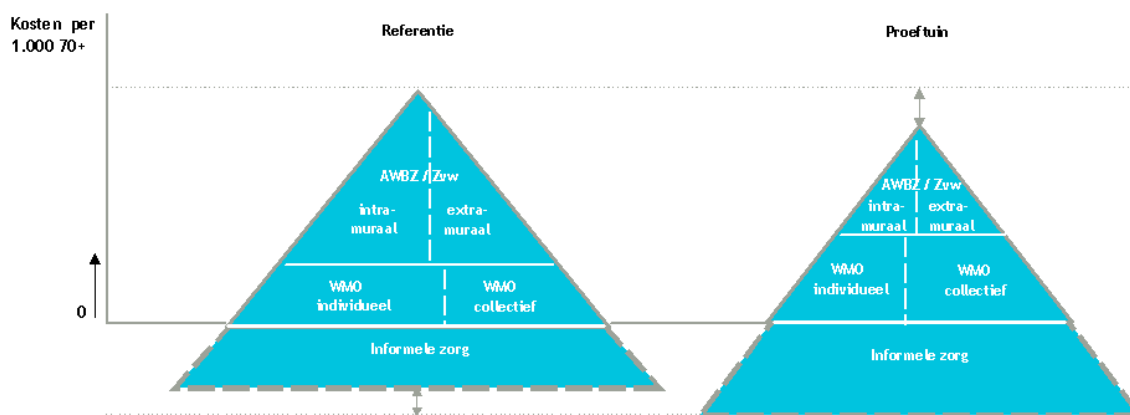 Kosten per
1.000 70+
Referentie
Proeftuin
AWBZ / Zvw
intra-
muraal
extra-
muraal
WMO
individueel
WMO
collectief
Informele zorg
AWBZ / Zvw
intra-
muraal
extra-
muraal
WMO
individueel
WMO
collectief
Informele zorg
0